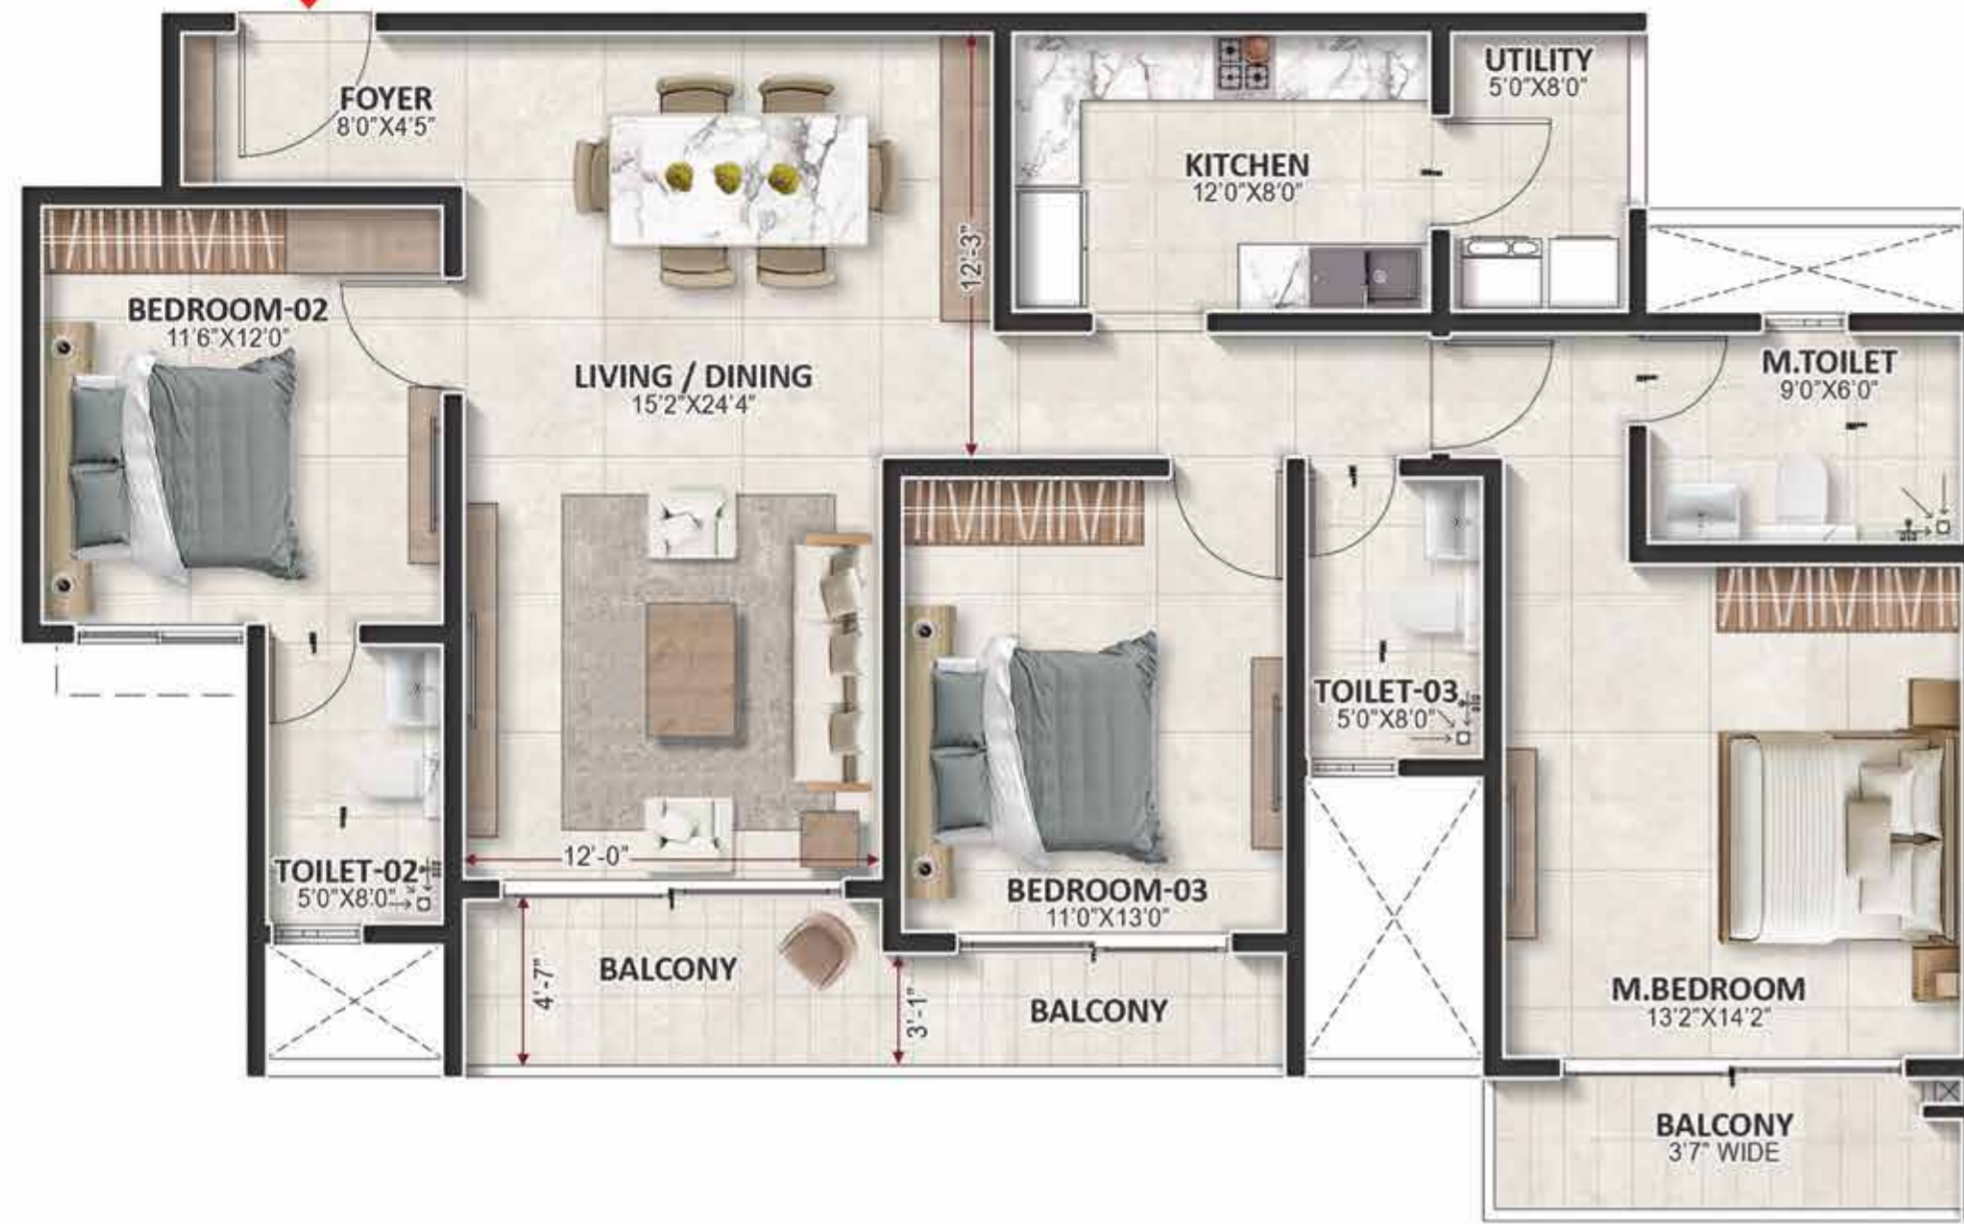 FOYER
8'0"X4'5"
UTILITY
5'0"X8'0"
KITCHEN
12'0"X8'0"
12'-3"
BEDROOM-02
11'6"X12'0"
LIVING / DINING
15'2"X24'4"
M.TOILET
9'0"X6'0"
TOILET-03
5'0"X8'0"
12'-0"
TOILET-02
5'0"X8'0"
BEDROOM-03
11'0"X13'0"
4'-7"
BALCONY
3'-1"
BALCONY
M.BEDROOM
13'2"X14'2"
BALCONY
3'7" WIDE